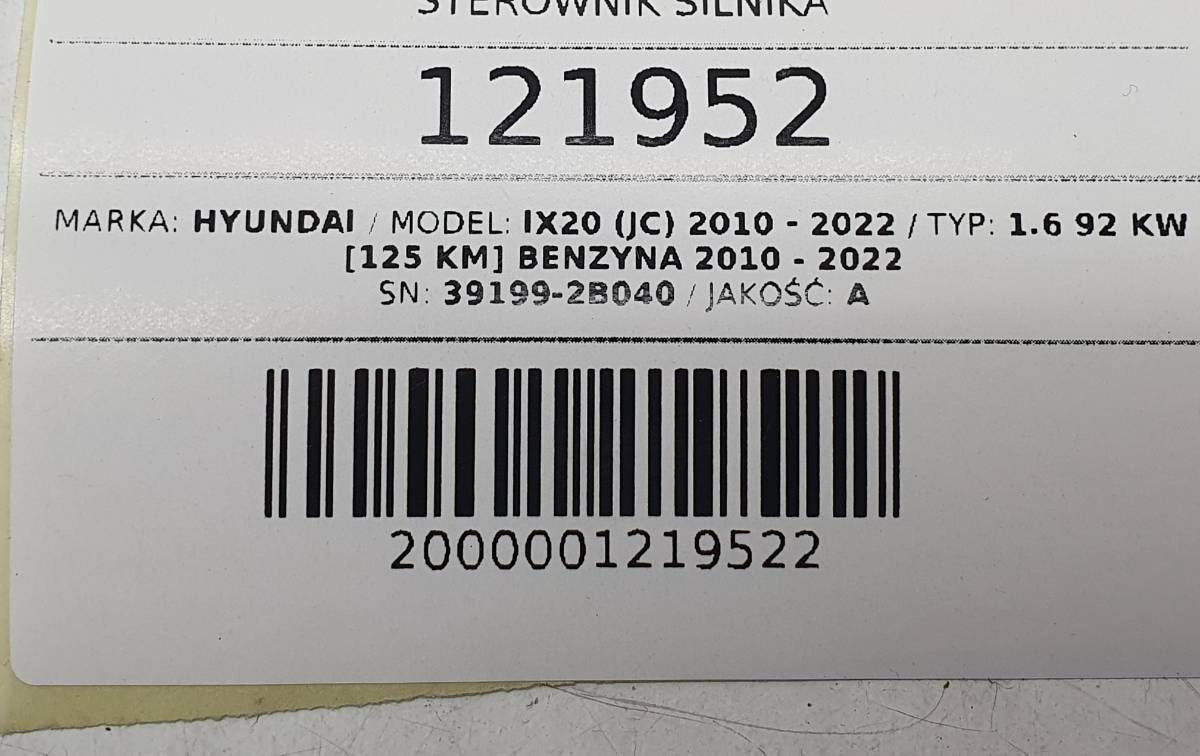 STEROWNIK SILNIKA
121952
MARKA: HYUNDAI / MODEL: IX20 (JC) 2010 - 2022 / TYP: 1.6 92 KW
[125 KM] BENZYNA 2010 - 2022
SN: 39199-2B040 / JAKOŚĆ: A
2000001219522